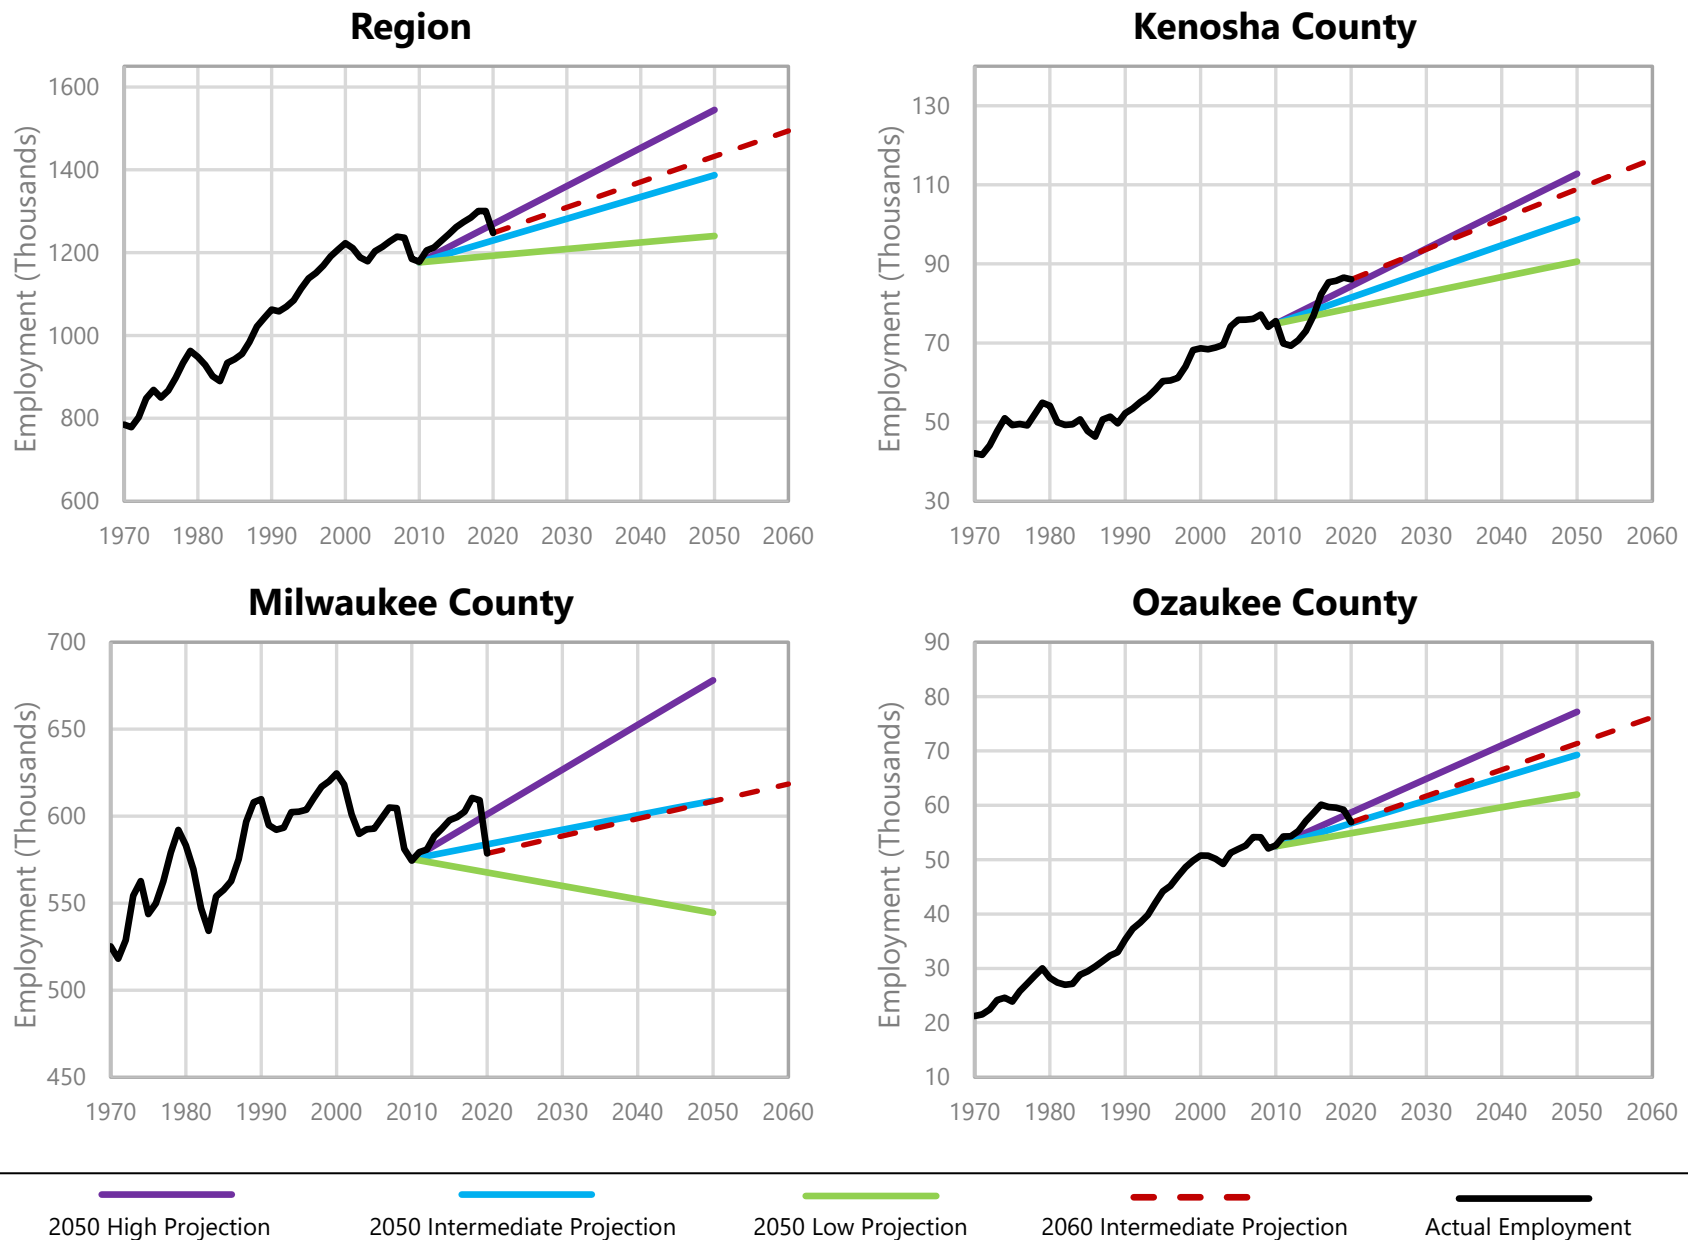 Region
Employment (Thousands)
1600
1400
1200
1000
800
600
1970 1980 1990 2000 2010 2020 2030 2040 2050 2060
Kenosha County
Employment (Thousands)
130
110
90
70
50
30
1970 1980 1990 2000 2010 2020 2030 2040 2050 2060
Milwaukee County
Employment (Thousands)
700
650
600
550
500
450
1970 1980 1990 2000 2010 2020 2030 2040 2050 2060
Ozaukee County
Employment (Thousands)
90
80
70
60
50
40
30
20
10
1970 1980 1990 2000 2010 2020 2030 2040 2050 2060
2050 High Projection
2050 Intermediate Projection
2050 Low Projection
2060 Intermediate Projection
Actual Employment